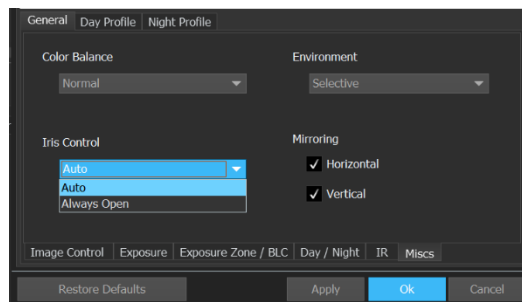 General Day Profile Night Profile
Color Balance Environment
Normal Selective
Iris Control Mirroring
Auto Horizontal
Auto
Always Open Vertical
Image Control Exposure Exposure Zone / BLC Day / Night IR Miscs
Restore Defaults Apply Ok Cancel